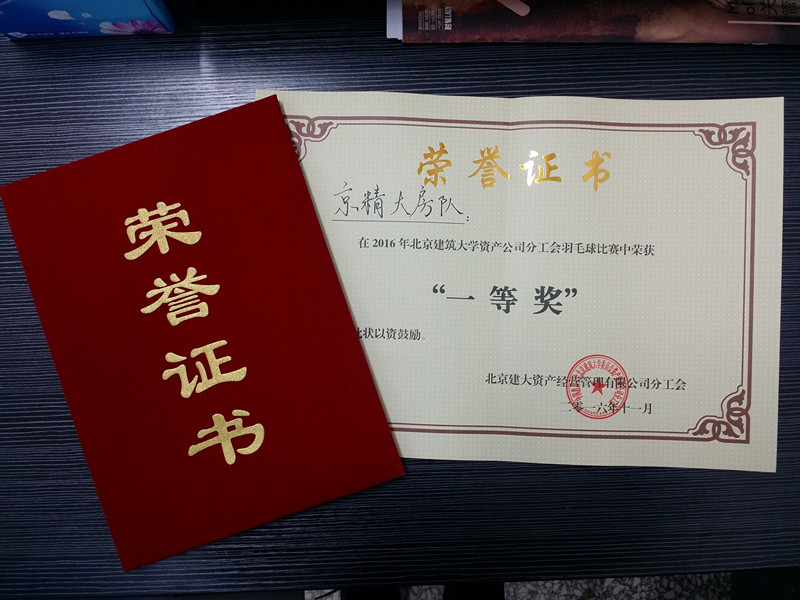 荣誉证书
荣誉证书
京精大房队:
在2016年北京建筑大学资产公司分工会羽毛球比赛中荣获
“一等奖”
此状以资鼓励。
北京建大资产经营管理有限公司分工会
二零一六年十一月